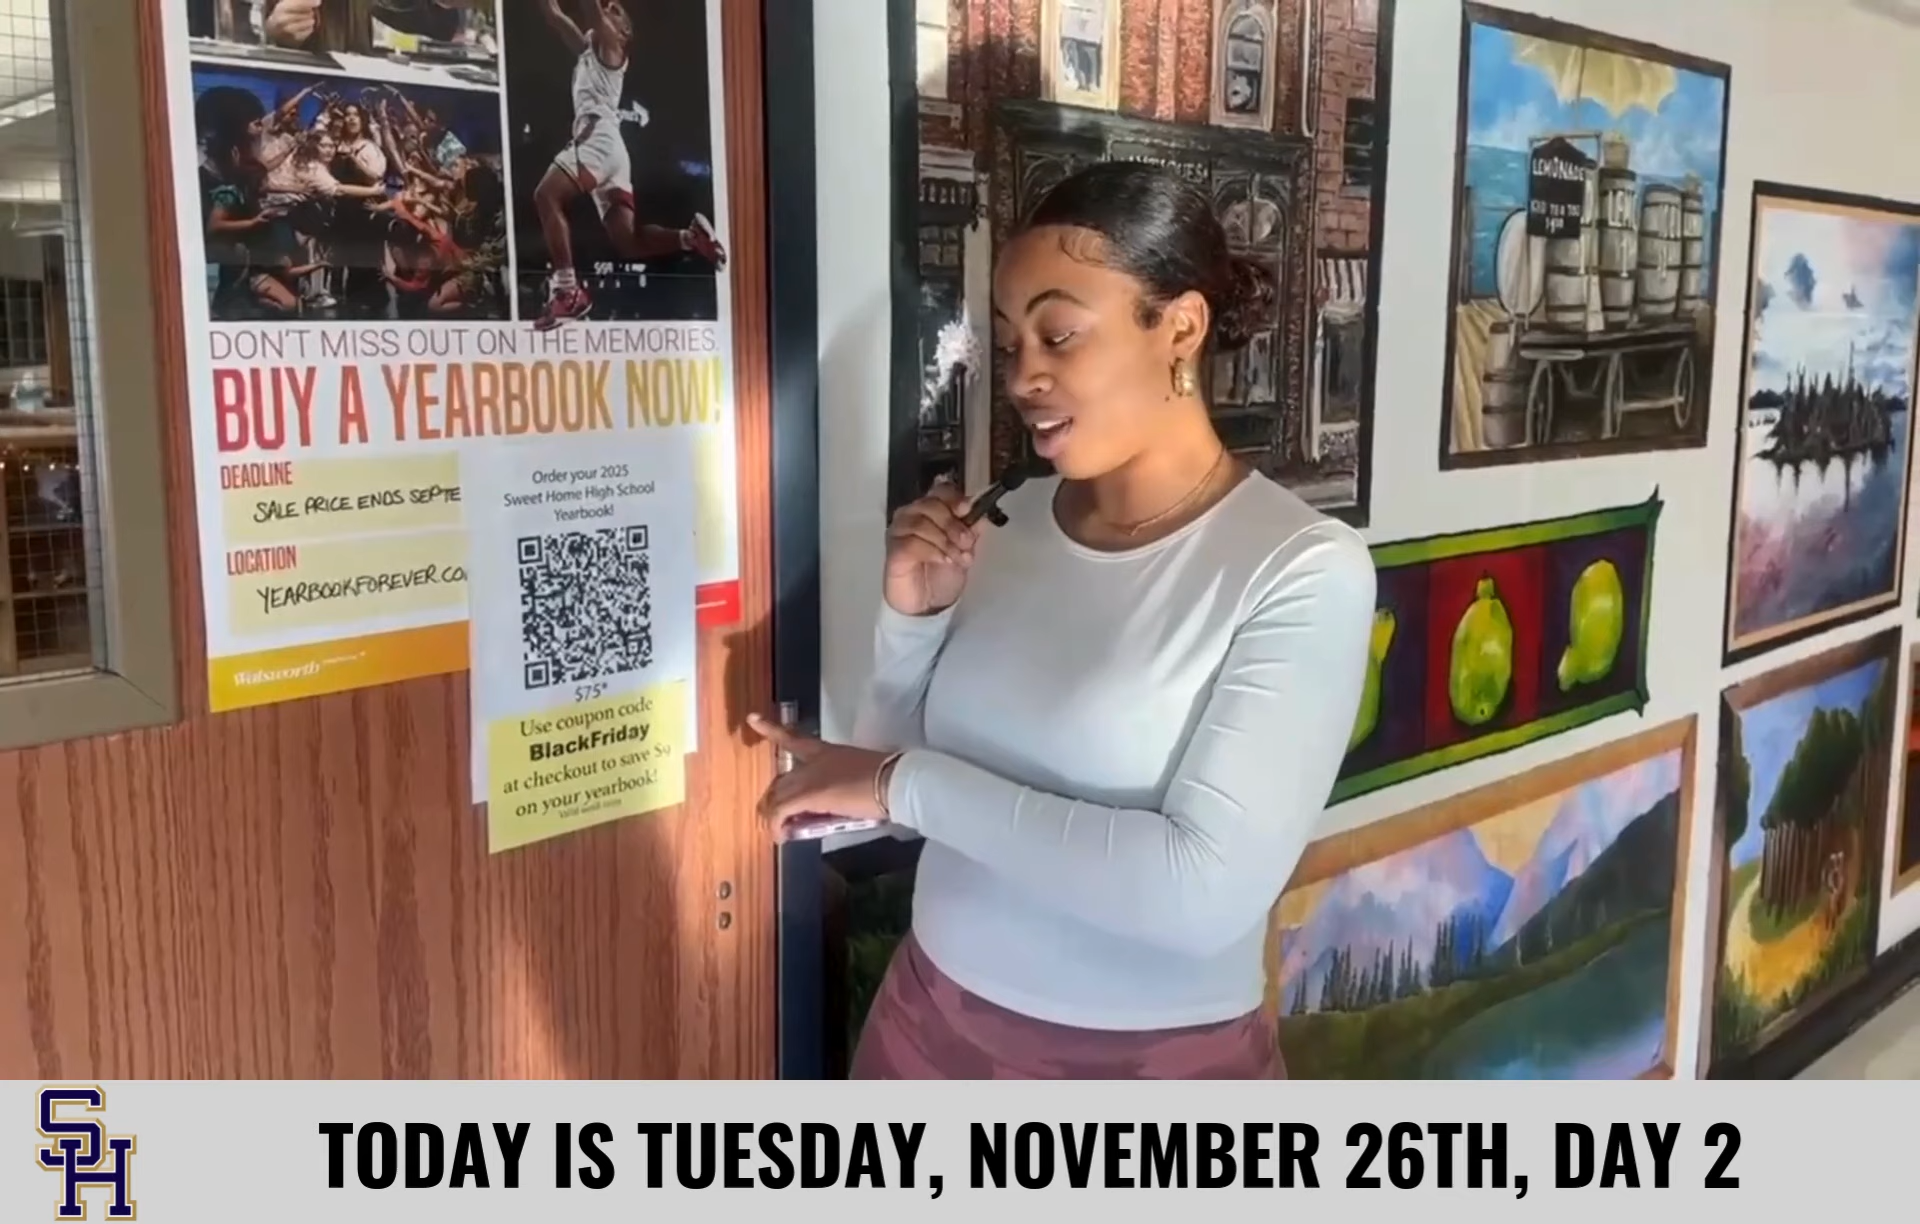 DON'T MISS OUT ON THE MEMORIES.
BUY A YEARBOOK NOW!
DEADLINE
SALE PRICE ENDS SEPTE
LOCATION
YEARBOOKFOREVER.CO
Walsworth
Order your 2025
Sweet Home High School
Yearbook!
$75*
Use coupon code
BlackFriday
at checkout to save $9
on your yearbook!
ANTIQUES
LEMONADE
SH
TODAY IS TUESDAY, NOVEMBER 26TH, DAY 2